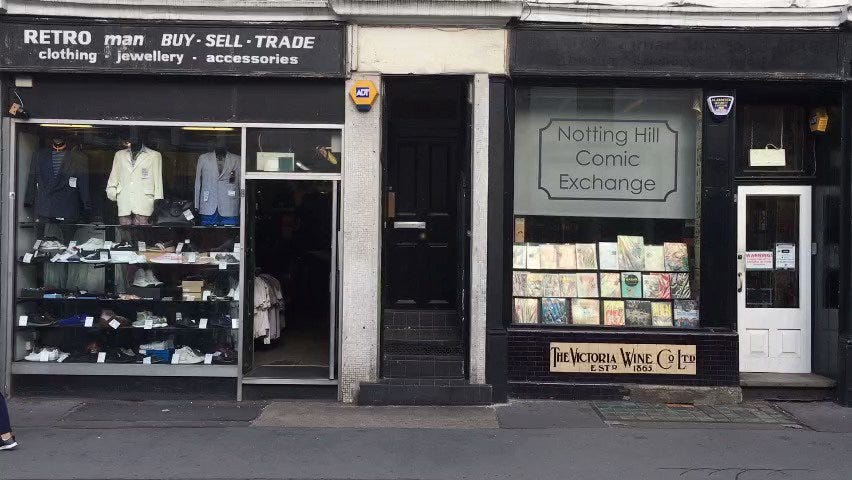 RETRO man BUY - SELL - TRADE
clothing - jewellery - accessories
ADT
Notting Hill
Comic
Exchange
WARNING
THE VICTORIA WINE CO LTD
ESTD 1865.